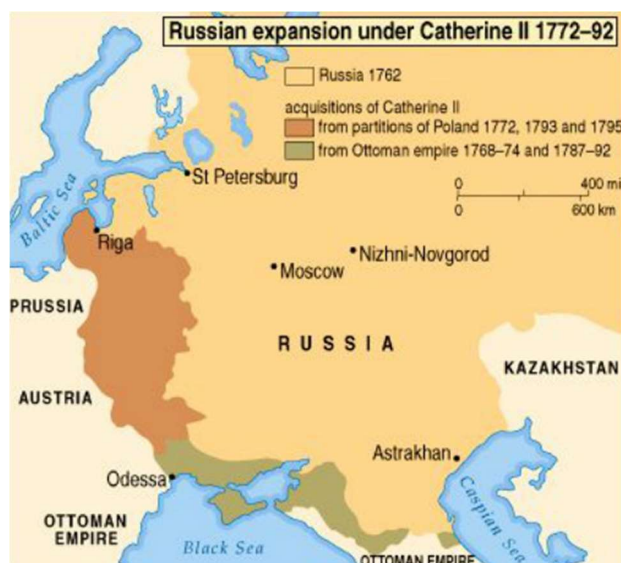 Russian expansion under Catherine II 1772–92
Russia 1762
acquisitions of Catherine II
from partitions of Poland 1772, 1793 and 1795
from Ottoman empire 1768–74 and 1787–92
0 400 mi
0 600 km
St Petersburg
Baltic Sea
Riga
Nizhni-Novgorod
Moscow
PRUSSIA
RUSSIA
KAZAKHSTAN
AUSTRIA
Astrakhan
Odessa
Caspian Sea
OTTOMAN
EMPIRE
Black Sea
OTTOMAN EMPIRE